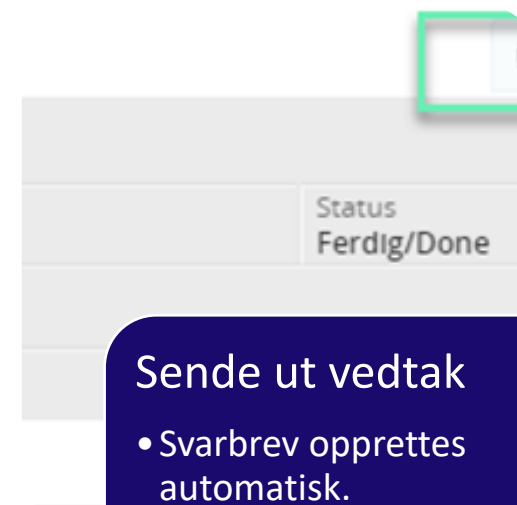 Status
Ferdig/Done
Sende ut vedtak
• Svarbrev opprettes
automatisk.